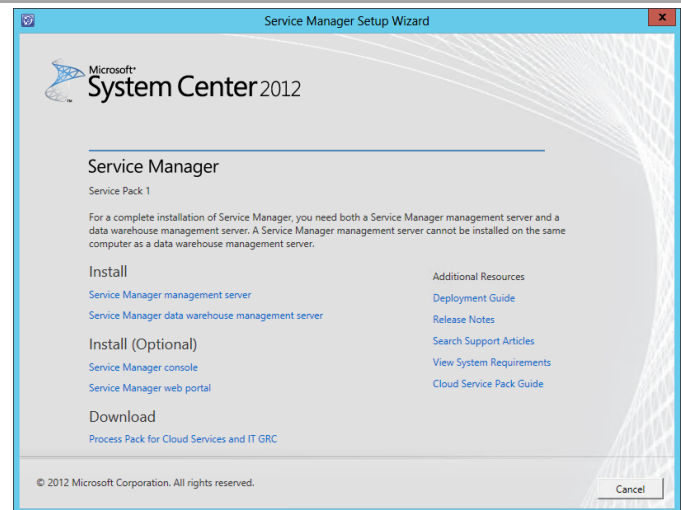 Service Manager Setup Wizard
x
Microsoft®
System Center 2012
Service Manager
Service Pack 1
For a complete installation of Service Manager, you need both a Service Manager management server and a
data warehouse management server. A Service Manager management server cannot be installed on the same
computer as a data warehouse management server.
Install
Service Manager management server
Service Manager data warehouse management server
Install (Optional)
Service Manager console
Service Manager web portal
Download
Process Pack for Cloud Services and IT GRC
Additional Resources
Deployment Guide
Release Notes
Search Support Articles
View System Requirements
Cloud Service Pack Guide
© 2012 Microsoft Corporation. All rights reserved.
Cancel